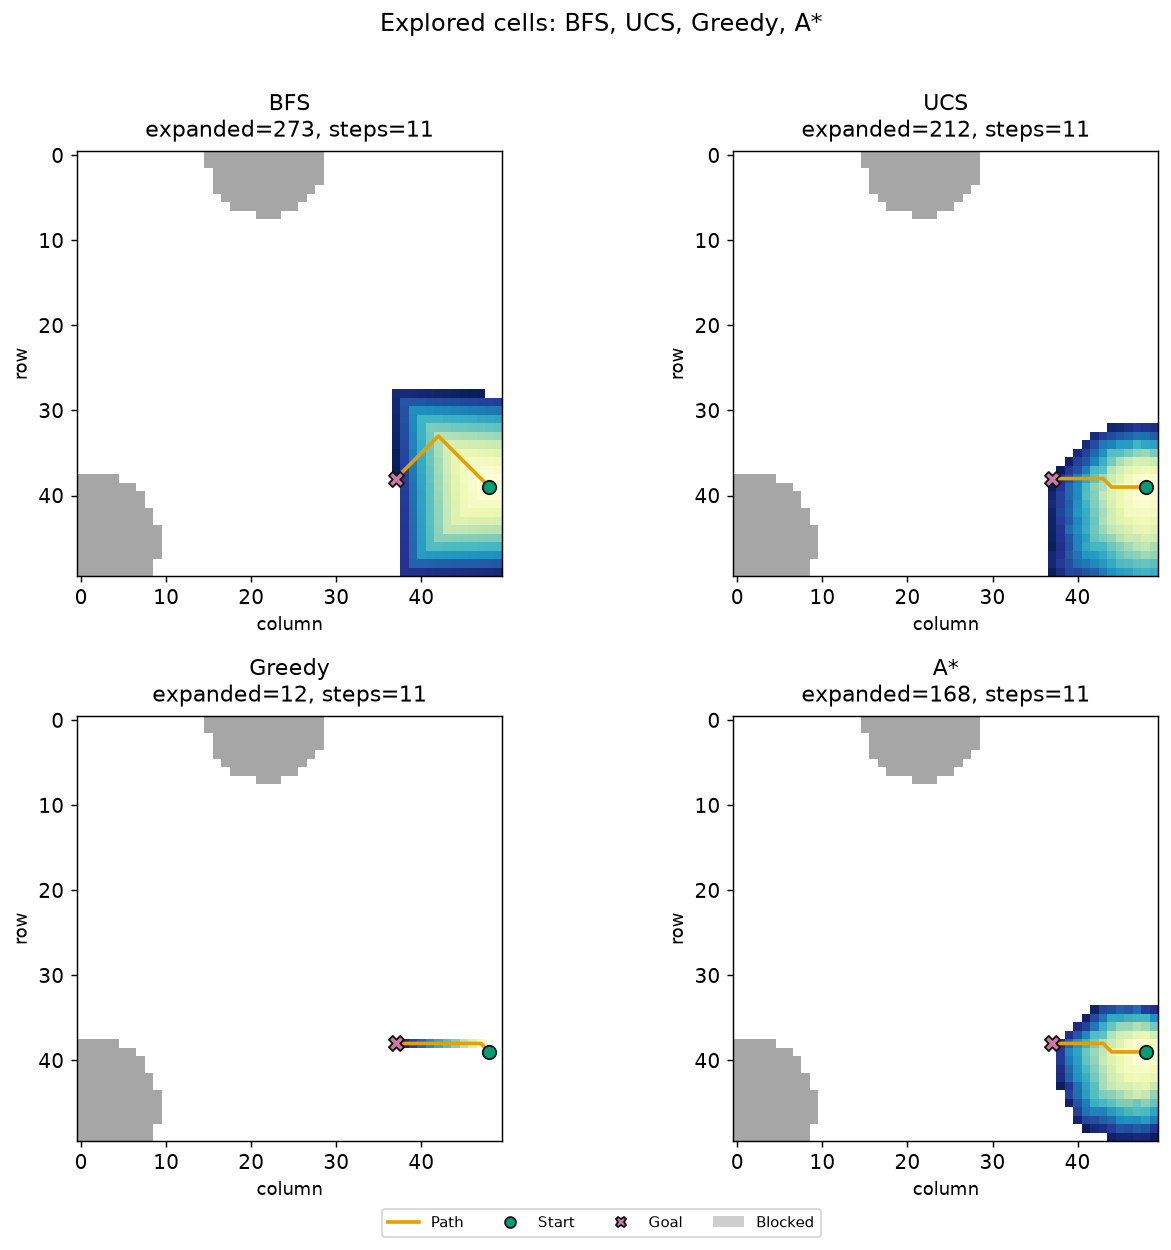 Explored cells: BFS, UCS, Greedy, A*
BFS
expanded=273, steps=11
0
10
20
30
40
row
0 10 20 30 40
column
UCS
expanded=212, steps=11
0
10
20
30
40
row
0 10 20 30 40
column
Greedy
expanded=12, steps=11
0
10
20
30
40
row
0 10 20 30 40
column
A*
expanded=168, steps=11
0
10
20
30
40
row
0 10 20 30 40
column
Path Start Goal Blocked